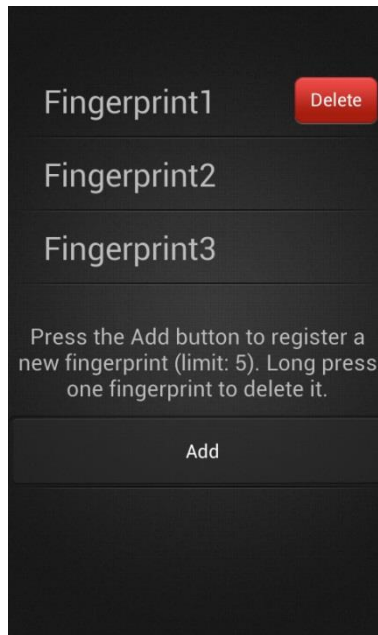 Fingerprint1 Delete
Fingerprint2
Fingerprint3
Press the Add button to register a
new fingerprint (limit: 5). Long press
one fingerprint to delete it.
Add